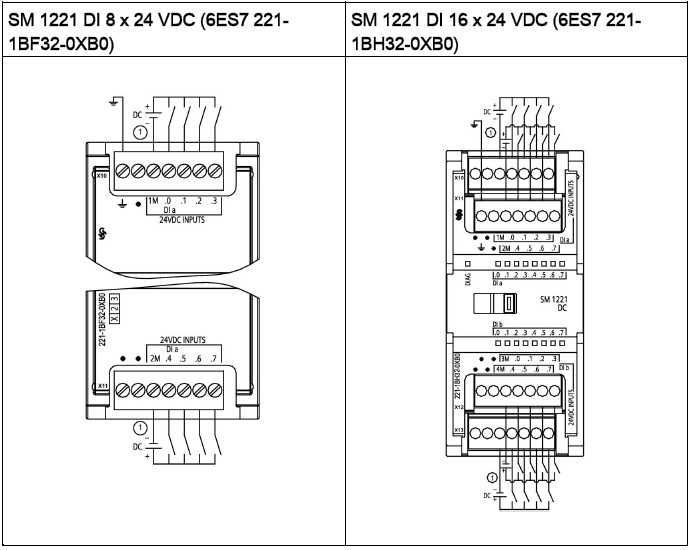 SM 1221 DI 8 x 24 VDC (6ES7 221-
1BF32-0XB0)
DC
+
−
1
X10
1M .0 .1 .2 .3
DI a
24VDC INPUTS
221-1BF32-0XB0
X 2 3
24VDC INPUTS
DI a
2M .4 .5 .6 .7
X11
1
−
DC
+
SM 1221 DI 16 x 24 VDC (6ES7 221-
1BH32-0XB0)
DC
+
−
1
X10
X11
24VDC INPUTS
1M .0 .1 .2 .3
DI a
2M .4 .5 .6 .7
DIAG
.0 .1 .2 .3 .4 .5 .6 .7
DI a
SM 1221
DC
DI b
.0 .1 .2 .3 .4 .5 .6 .7
221-1BH32-0XB0
3M .0 .1 .2 .3
4M .4 .5 .6 .7
DI b
24VDC INPUTS
X12
X13
1
−
DC
+